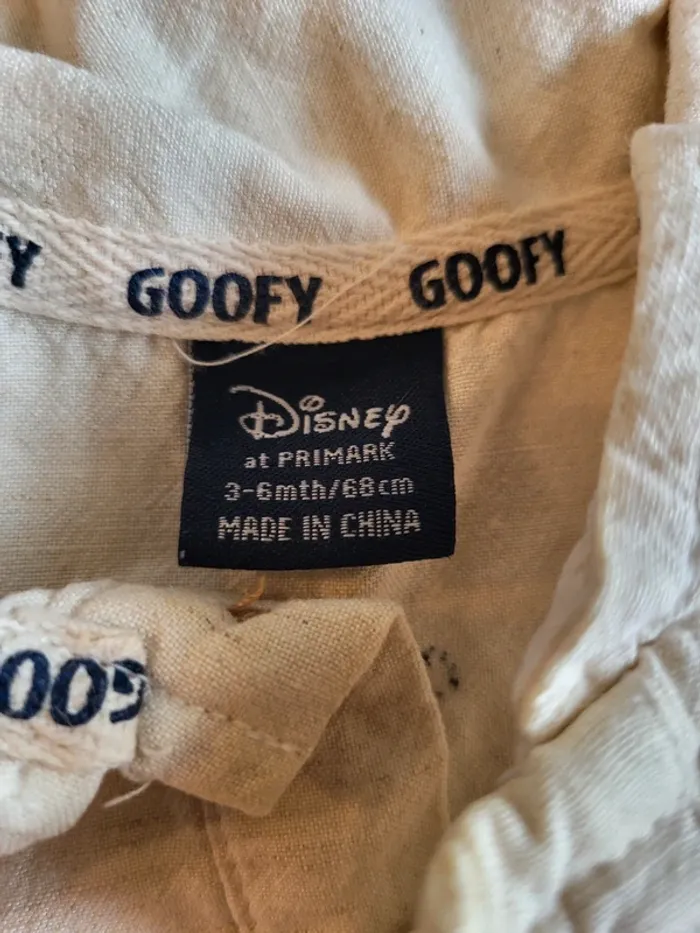 GOOFY GOOFY
Disney
at PRIMARK
3-6mth/68cm
MADE IN CHINA